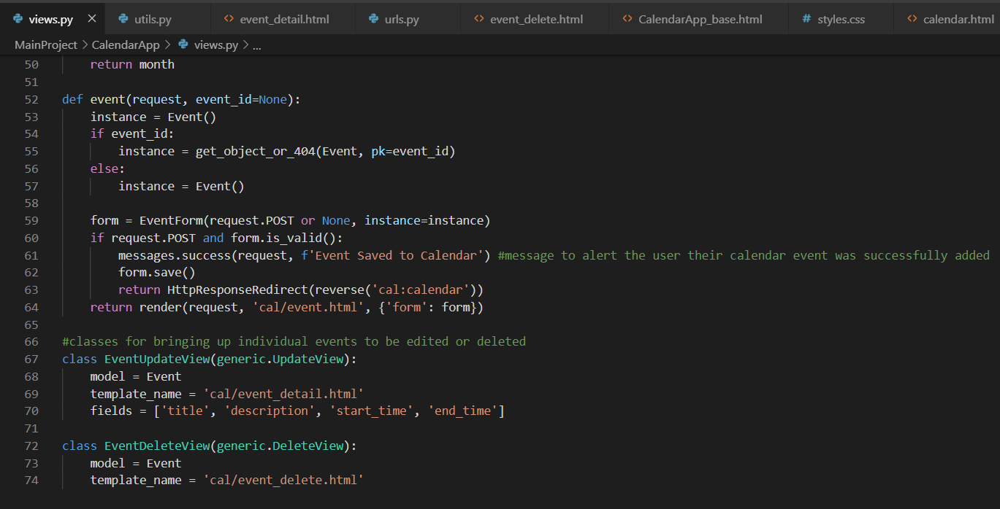 views.py × utils.py <> event_detail.html urls.py <> event_delete.html <> CalendarApp_base.html # styles.css <> calendar.html
MainProject > CalendarApp > views.py > ...
50 return month
51
52 def event(request, event_id=None):
53 instance = Event()
54 if event_id:
55 instance = get_object_or_404(Event, pk=event_id)
56 else:
57 instance = Event()
58
59 form = EventForm(request.POST or None, instance=instance)
60 if request.POST and form.is_valid():
61 messages.success(request, f'Event Saved to Calendar') #message to alert the user their calendar event was successfully added
62 form.save()
63 return HttpResponseRedirect(reverse('cal:calendar'))
64 return render(request, 'cal/event.html', {'form': form})
65
66 #classes for bringing up individual events to be edited or deleted
67 class EventUpdateView(generic.UpdateView):
68 model = Event
69 template_name = 'cal/event_detail.html'
70 fields = ['title', 'description', 'start_time', 'end_time']
71
72 class EventDeleteView(generic.DeleteView):
73 model = Event
74 template_name = 'cal/event_delete.html'